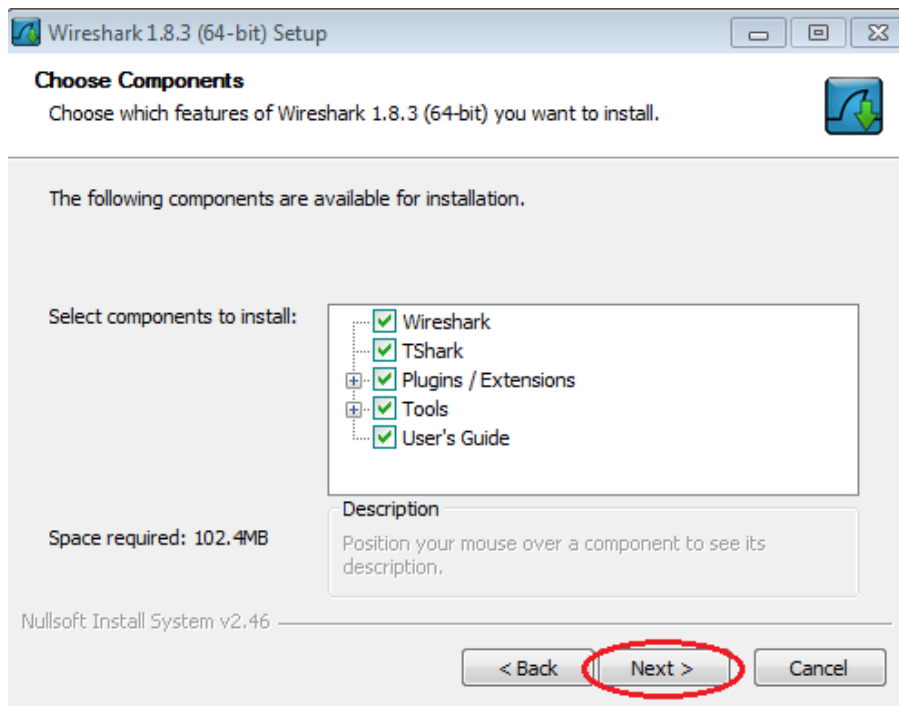 Wireshark 1.8.3 (64-bit) Setup
Choose Components
Choose which features of Wireshark 1.8.3 (64-bit) you want to install.
The following components are available for installation.
Select components to install:
Wireshark
TShark
Plugins / Extensions
Tools
User's Guide
Space required: 102.4MB
Description
Position your mouse over a component to see its
description.
Nullsoft Install System v2.46
< Back
Next >
Cancel